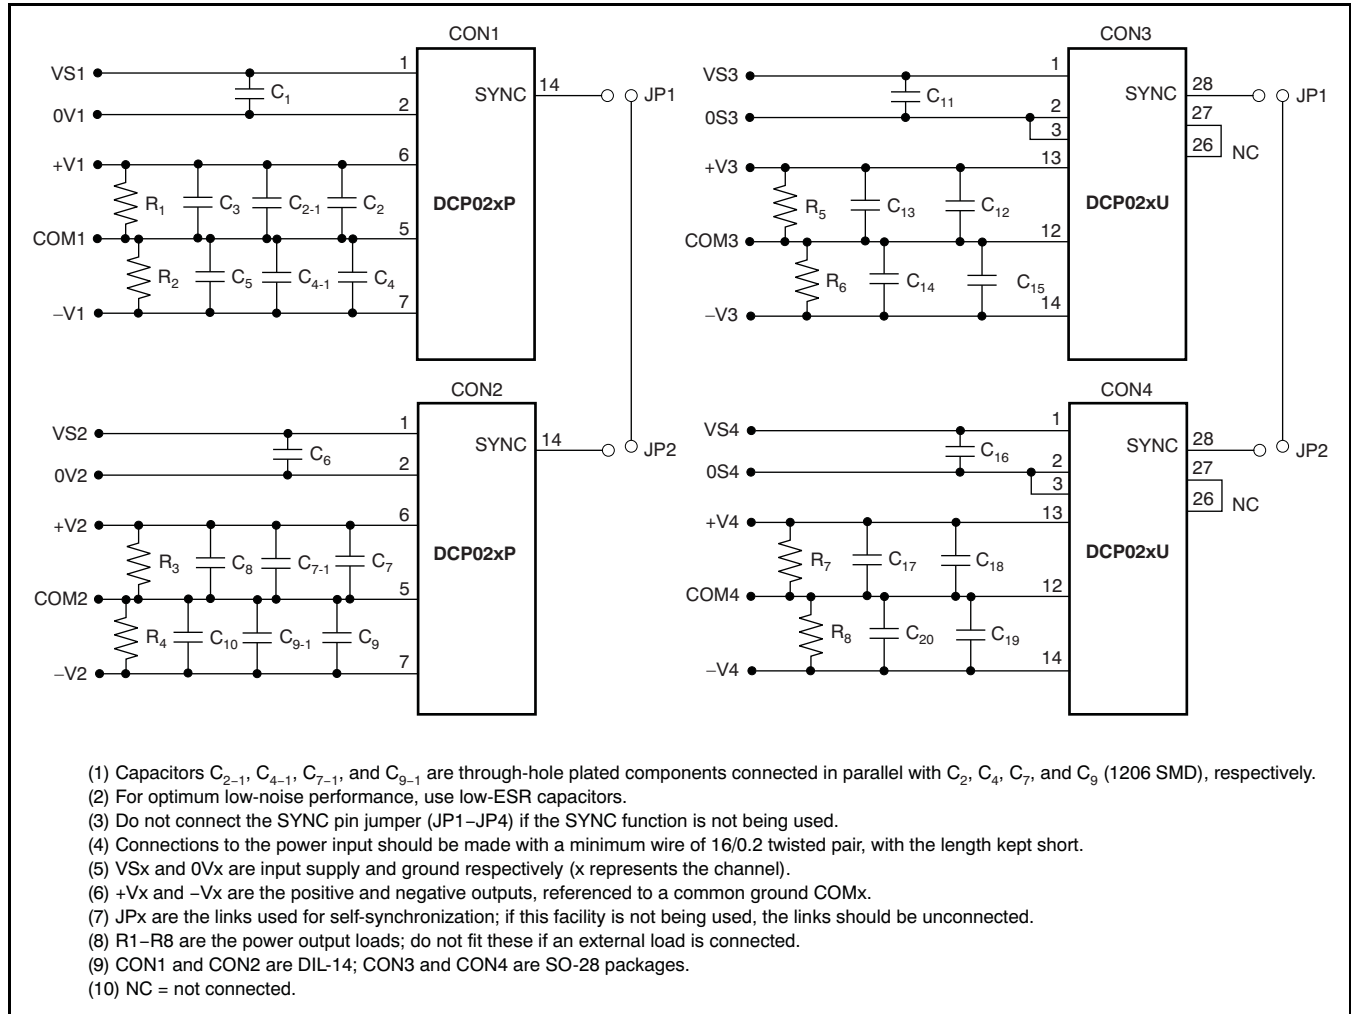 CON1
VS1
1
C1
SYNC
14
JP1
0V1
2
+V1
6
R1
C3
C2-1
C2
DCP02xP
COM1
5
R2
C5
C4-1
C4
−V1
7
CON3
VS3
1
C11
SYNC
28
JP1
0S3
2
27
3
26
NC
+V3
13
R5
C13
C12
DCP02xU
COM3
12
R6
C14
C15
−V3
14
CON2
VS2
1
C6
SYNC
14
JP2
0V2
2
+V2
6
R3
C8
C7-1
C7
DCP02xP
COM2
5
R4
C10
C9-1
C9
−V2
7
CON4
VS4
1
C16
SYNC
28
JP2
0S4
2
27
3
26
NC
+V4
13
R7
C17
C18
DCP02xU
COM4
12
R8
C20
C19
−V4
14
(1) Capacitors C2−1, C4−1, C7−1, and C9−1 are through-hole plated components connected in parallel with C2, C4, C7, and C9 (1206 SMD), respectively.
(2) For optimum low-noise performance, use low-ESR capacitors.
(3) Do not connect the SYNC pin jumper (JP1−JP4) if the SYNC function is not being used.
(4) Connections to the power input should be made with a minimum wire of 16/0.2 twisted pair, with the length kept short.
(5) VSx and 0Vx are input supply and ground respectively (x represents the channel).
(6) +Vx and −Vx are the positive and negative outputs, referenced to a common ground COMx.
(7) JPx are the links used for self-synchronization; if this facility is not being used, the links should be unconnected.
(8) R1−R8 are the power output loads; do not fit these if an external load is connected.
(9) CON1 and CON2 are DIL-14; CON3 and CON4 are SO-28 packages.
(10) NC = not connected.